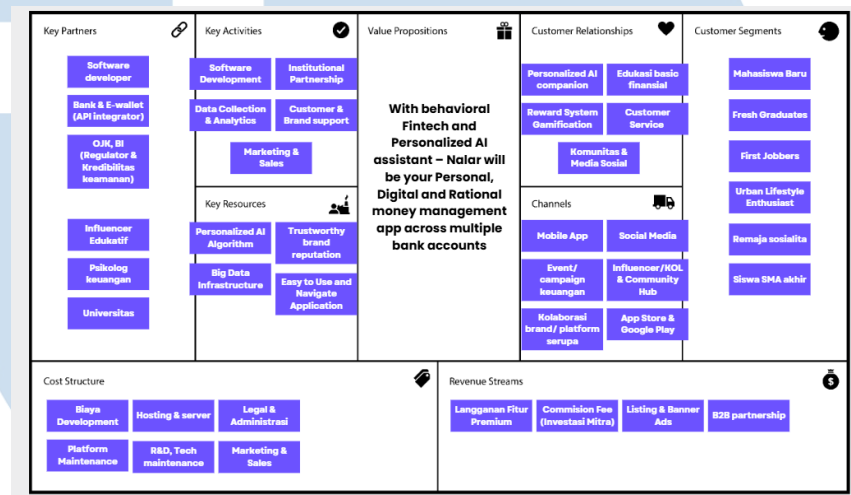 Key Partners
Software
developer
Bank & E-wallet
(API integrator)
OJK, BI
(Regulator &
Kredibilitas
keamanan)
Influencer
Edukatif
Psikolog
keuangan
Universitas
Key Activities
Software
Development
Institutional
Partnership
Data Collection
& Analytics
Customer &
Brand support
Marketing &
Sales
Key Resources
Personalized AI
Algorithm
Trustworthy
brand
reputation
Big Data
Infrastructure
Easy to Use and
Navigate
Application
Value Propositions
With behavioral
Fintech and
Personalized AI
assistant – Nalar will
be your Personal,
Digital and Rational
money management
app across multiple
bank accounts
Customer Relationships
Personalized AI
companion
Edukasi basic
finansial
Reward System
Gamification
Customer
Service
Komunitas &
Media Sosial
Channels
Mobile App
Social Media
Event/
campaign
keuangan
Influencer/KOL
& Community
Hub
Kolaborasi
brand/ platform
serupa
App Store &
Google Play
Customer Segments
Mahasiswa Baru
Fresh Graduates
First Jobbers
Urban Lifestyle
Enthusiast
Remaja sosialita
Siswa SMA akhir
Cost Structure
Biaya
Development
Hosting & server
Legal &
Administrasi
Platform
Maintenance
R&D, Tech
maintenance
Marketing &
Sales
Revenue Streams
$
Langganan Fitur
Premium
Commision Fee
(Investasi Mitra)
Listing & Banner
Ads
B2B partnership